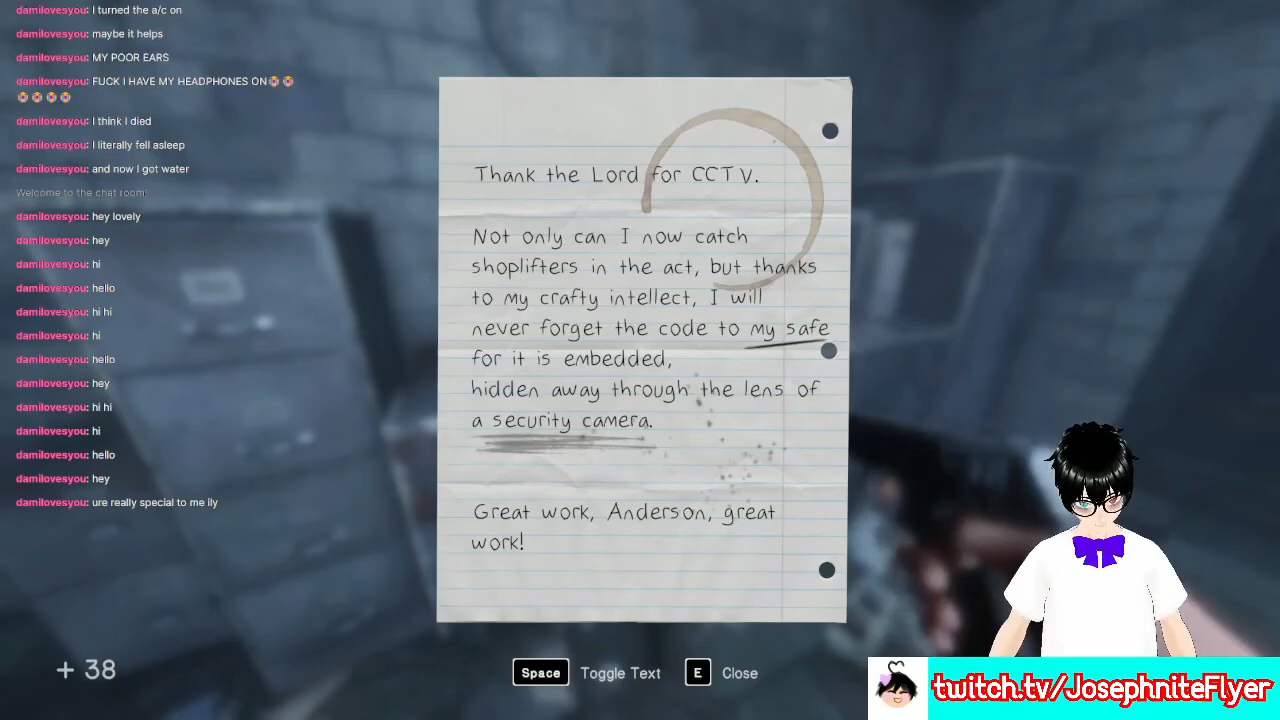 damilovesyou: I turned the a/c on
damilovesyou: maybe it helps
damilovesyou: MY POOR EARS
damilovesyou: FUCK I HAVE MY HEADPHONES ON
damilovesyou: I think I died
damilovesyou: I literally fell asleep
damilovesyou: and now I got water
Welcome to the chat room!
damilovesyou: hey lovely
damilovesyou: hey
damilovesyou: hi
damilovesyou: hello
damilovesyou: hi hi
damilovesyou: hi
damilovesyou: hello
damilovesyou: hey
damilovesyou: hi hi
damilovesyou: hi
damilovesyou: hello
damilovesyou: hey
damilovesyou: ure really special to me ily
Thank the Lord for CCTV.
Not only can I now catch
shoplifters in the act, but thanks
to my crafty intellect, I will
never forget the code to my safe
for it is embedded,
hidden away through the lens of
a security camera.
Great work, Anderson, great
work!
+ 38
Space Toggle Text E Close
twitch.tv/JosephniteFlyer